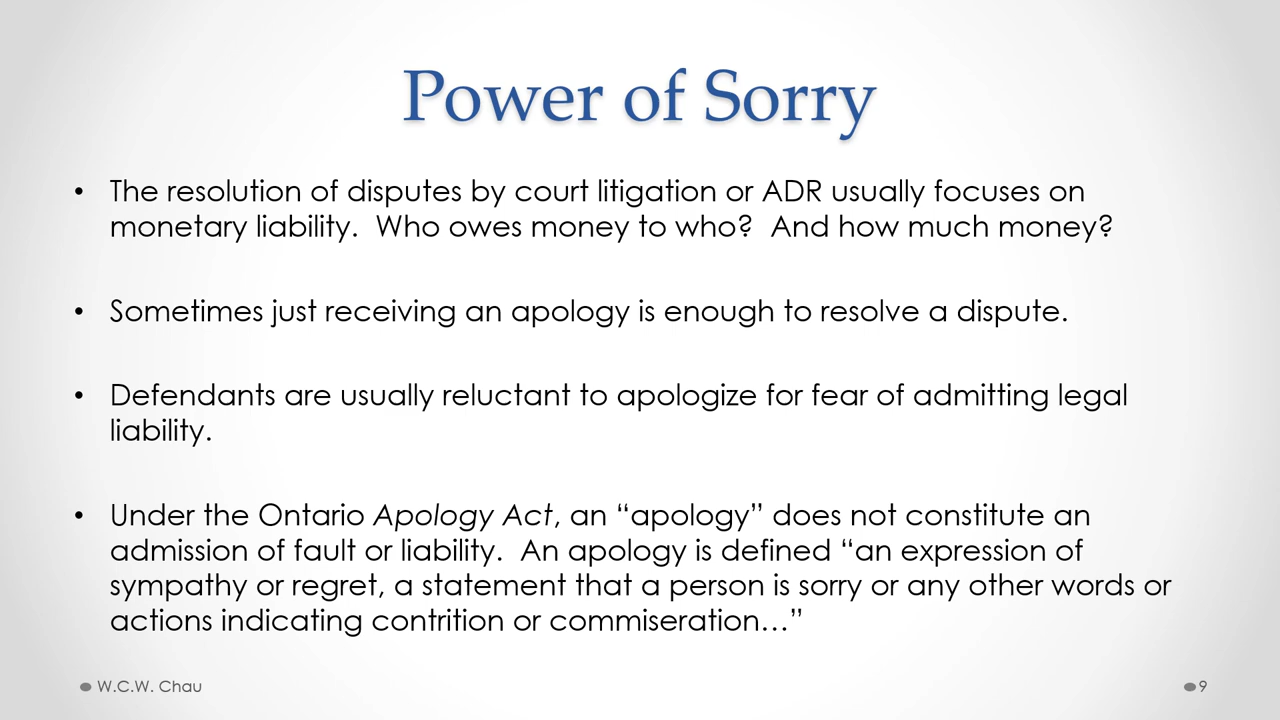 Power of Sorry
• The resolution of disputes by court litigation or ADR usually focuses on
monetary liability.  Who owes money to who?  And how much money?
• Sometimes just receiving an apology is enough to resolve a dispute.
• Defendants are usually reluctant to apologize for fear of admitting legal
liability.
• Under the Ontario Apology Act, an “apology” does not constitute an
admission of fault or liability.  An apology is defined “an expression of
sympathy or regret, a statement that a person is sorry or any other words or
actions indicating contrition or commiseration…”
W.C.W. Chau
9